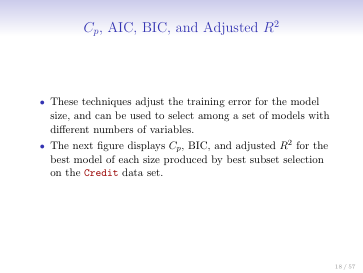 Cp, AIC, BIC, and Adjusted R²
• These techniques adjust the training error for the model
size, and can be used to select among a set of models with
different numbers of variables.
• The next figure displays Cp, BIC, and adjusted R² for the
best model of each size produced by best subset selection
on the Credit data set.
18 / 57